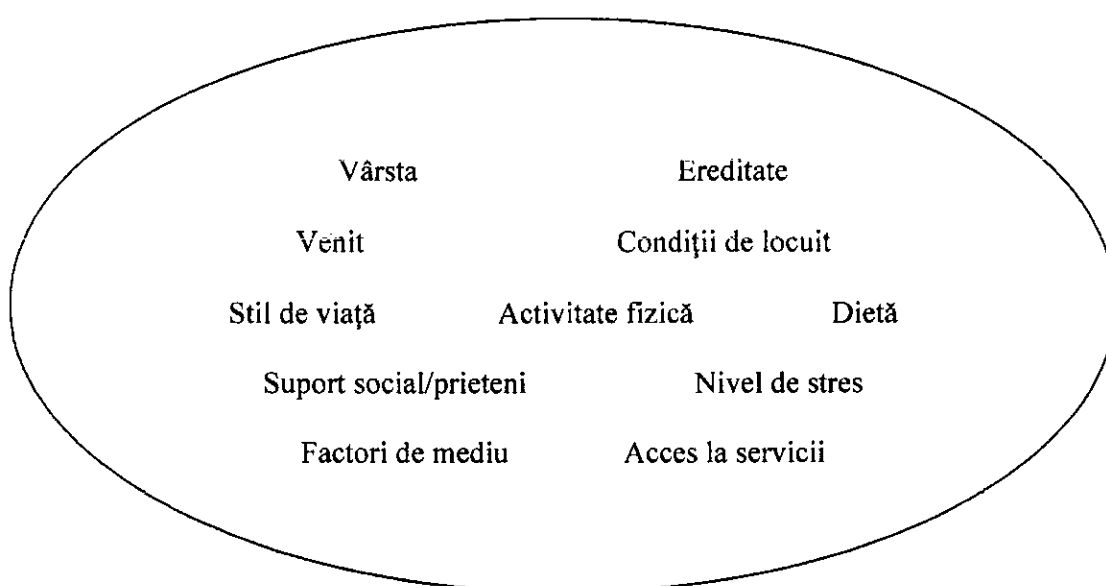 Vârsta Ereditate
Venit Condiţii de locuit
Stil de viaţă Activitate fizică Dietă
Suport social/prieteni Nivel de stres
Factori de mediu Acces la servicii